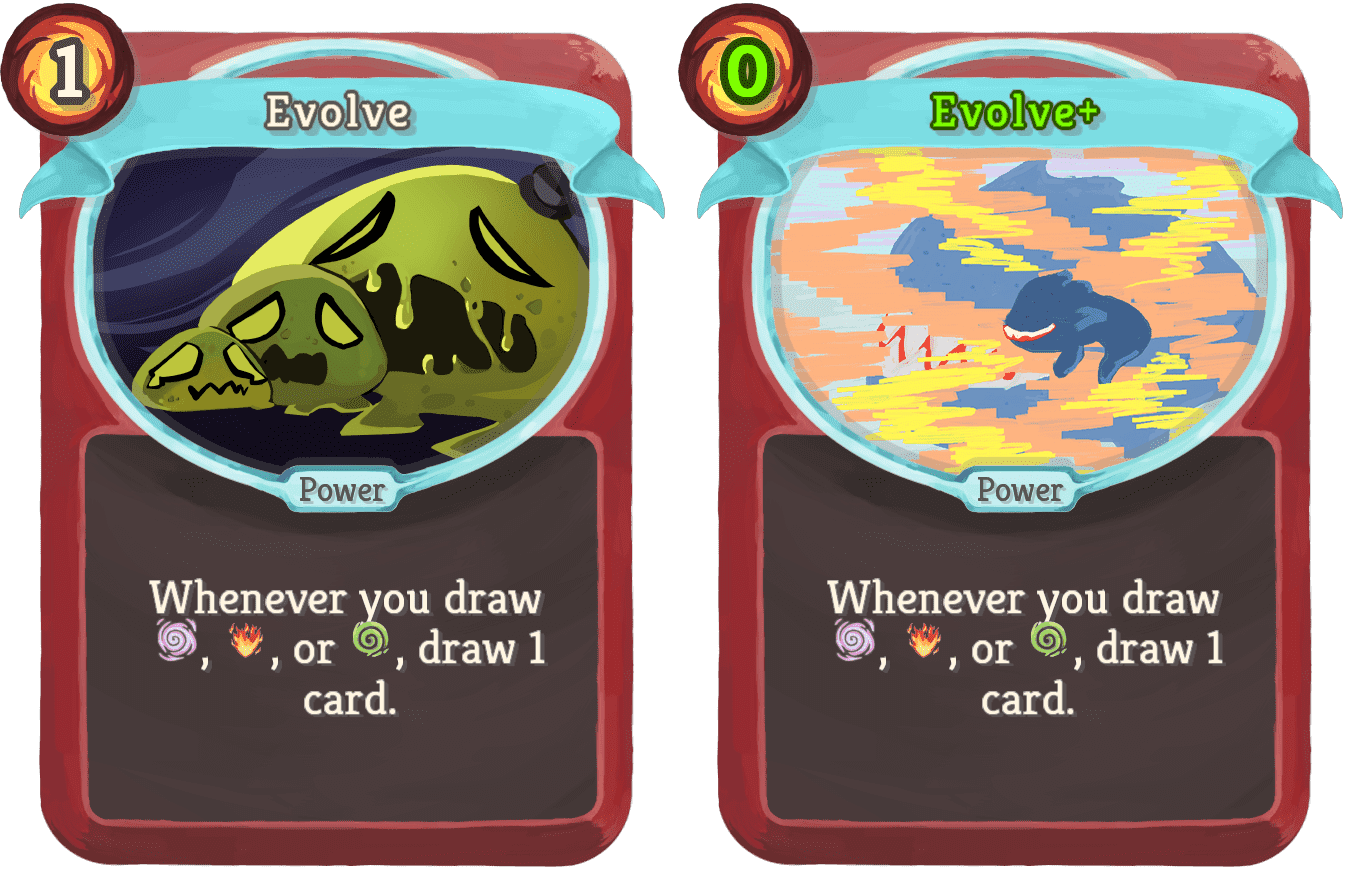 1
Evolve
Power
Whenever you draw
, , or , draw 1
card.
0
Evolve+
Power
Whenever you draw
, , or , draw 1
card.